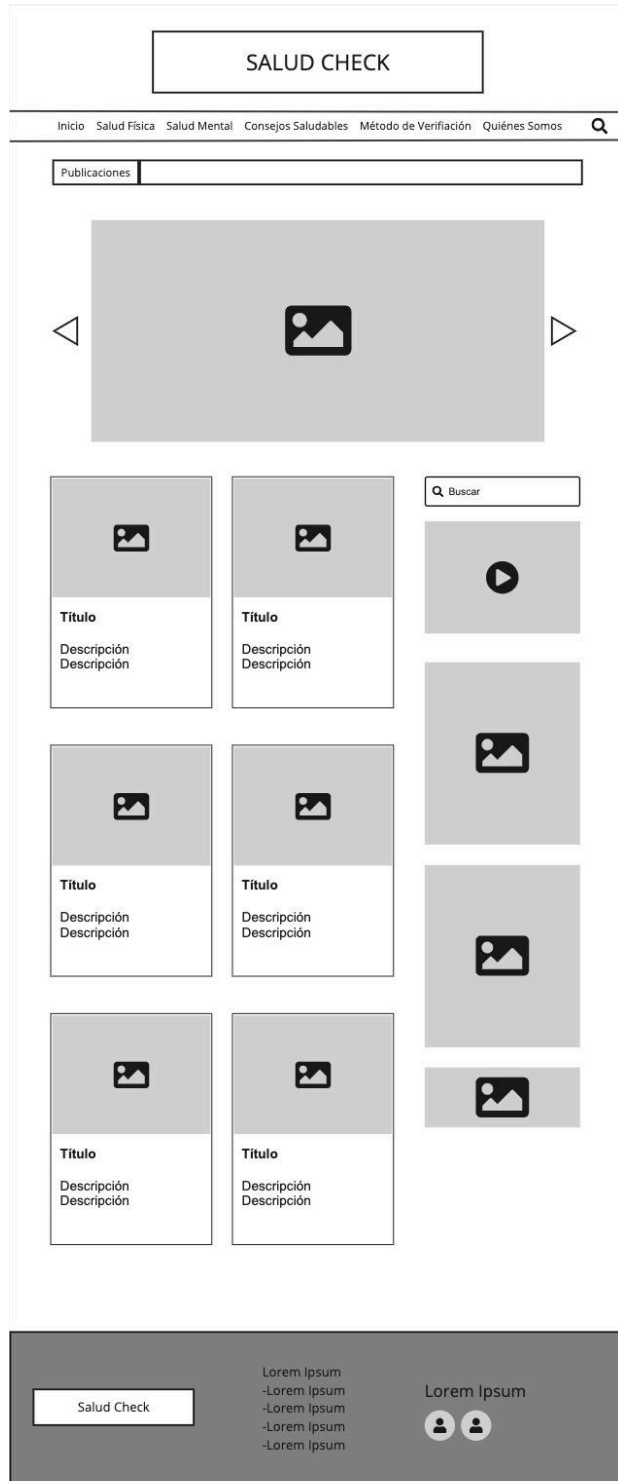 SALUD CHECK
Inicio Salud Física Salud Mental Consejos Saludables Método de Verifiación Quiénes Somos
Publicaciones
Título
Descripción
Descripción
Título
Descripción
Descripción
Buscar
Título
Descripción
Descripción
Título
Descripción
Descripción
Título
Descripción
Descripción
Título
Descripción
Descripción
Salud Check
Lorem Ipsum
-Lorem Ipsum
-Lorem Ipsum
-Lorem Ipsum
-Lorem Ipsum
Lorem Ipsum